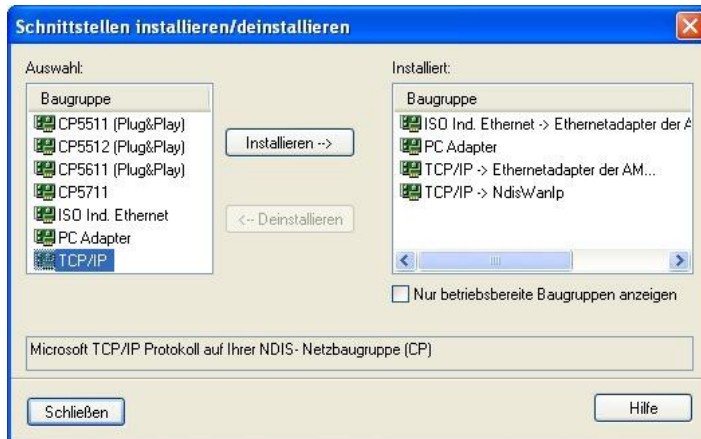 Schnittstellen installieren/deinstallieren
Auswahl:
Baugruppe
CP5511 (Plug&Play)
CP5512 (Plug&Play)
CP5611 (Plug&Play)
CP5711
ISO Ind. Ethernet
PC Adapter
TCP/IP
Installieren -->
<-- Deinstallieren
Installiert:
Baugruppe
ISO Ind. Ethernet -> Ethernetadapter der A
PC Adapter
TCP/IP -> Ethernetadapter der AM...
TCP/IP -> NdisWanIp
Nur betriebsbereite Baugruppen anzeigen
Microsoft TCP/IP Protokoll auf Ihrer NDIS- Netzbaugruppe (CP)
Schließen
Hilfe